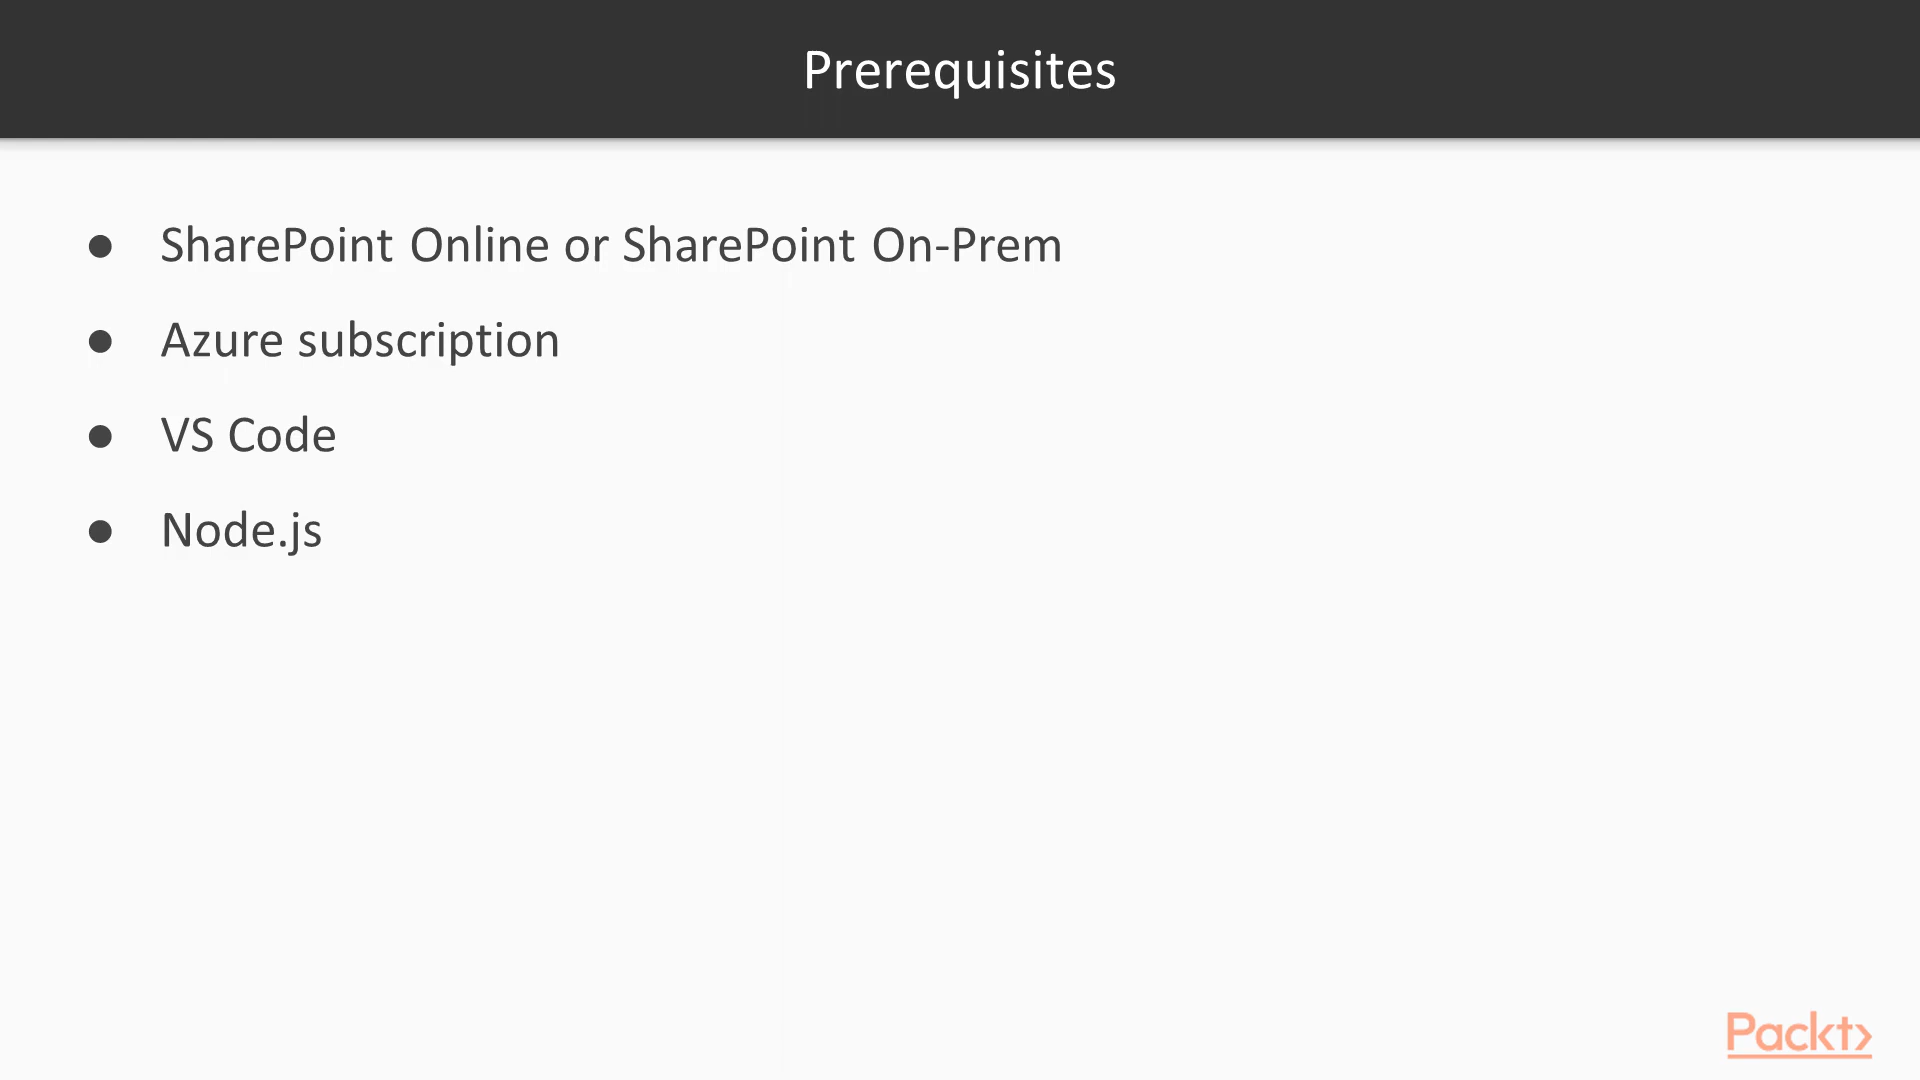 Prerequisites
● SharePoint Online or SharePoint On-Prem
● Azure subscription
● VS Code
● Node.js
Packt>